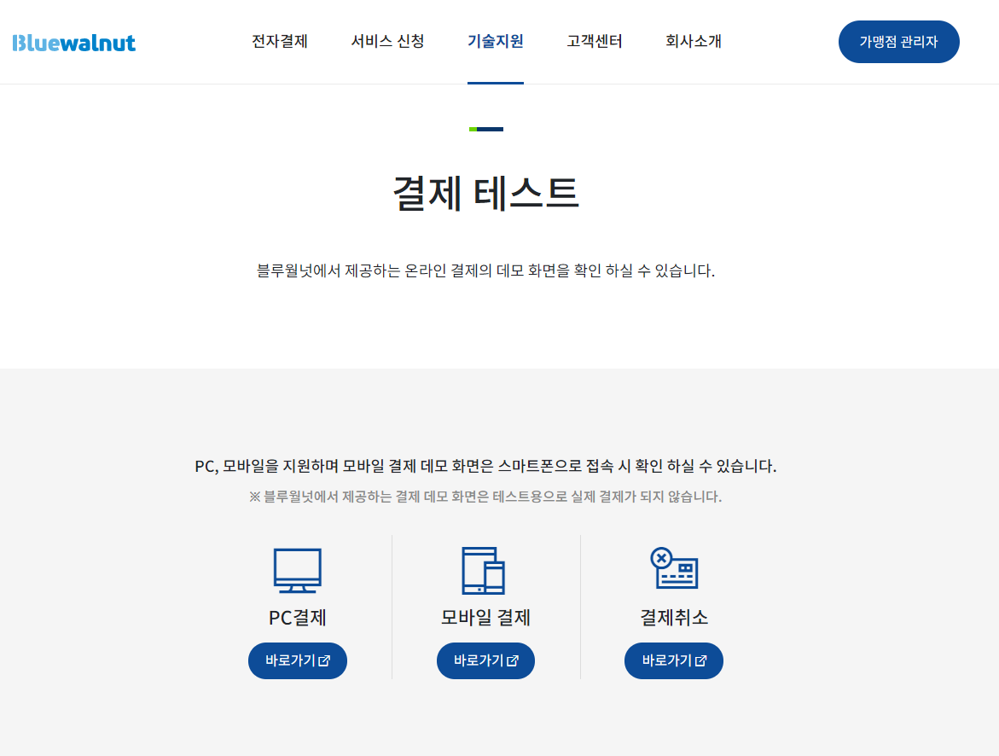 Bluewalnut
전자결제 서비스 신청 기술지원 고객센터 회사소개 가맹점 관리자
결제 테스트
블루월넛에서 제공하는 온라인 결제의 데모 화면을 확인 하실 수 있습니다.
PC, 모바일을 지원하며 모바일 결제 데모 화면은 스마트폰으로 접속 시 확인 하실 수 있습니다.
※ 블루월넛에서 제공하는 결제 데모 화면은 테스트용으로 실제 결제가 되지 않습니다.
PC결제 모바일 결제 결제취소
바로가기 바로가기 바로가기